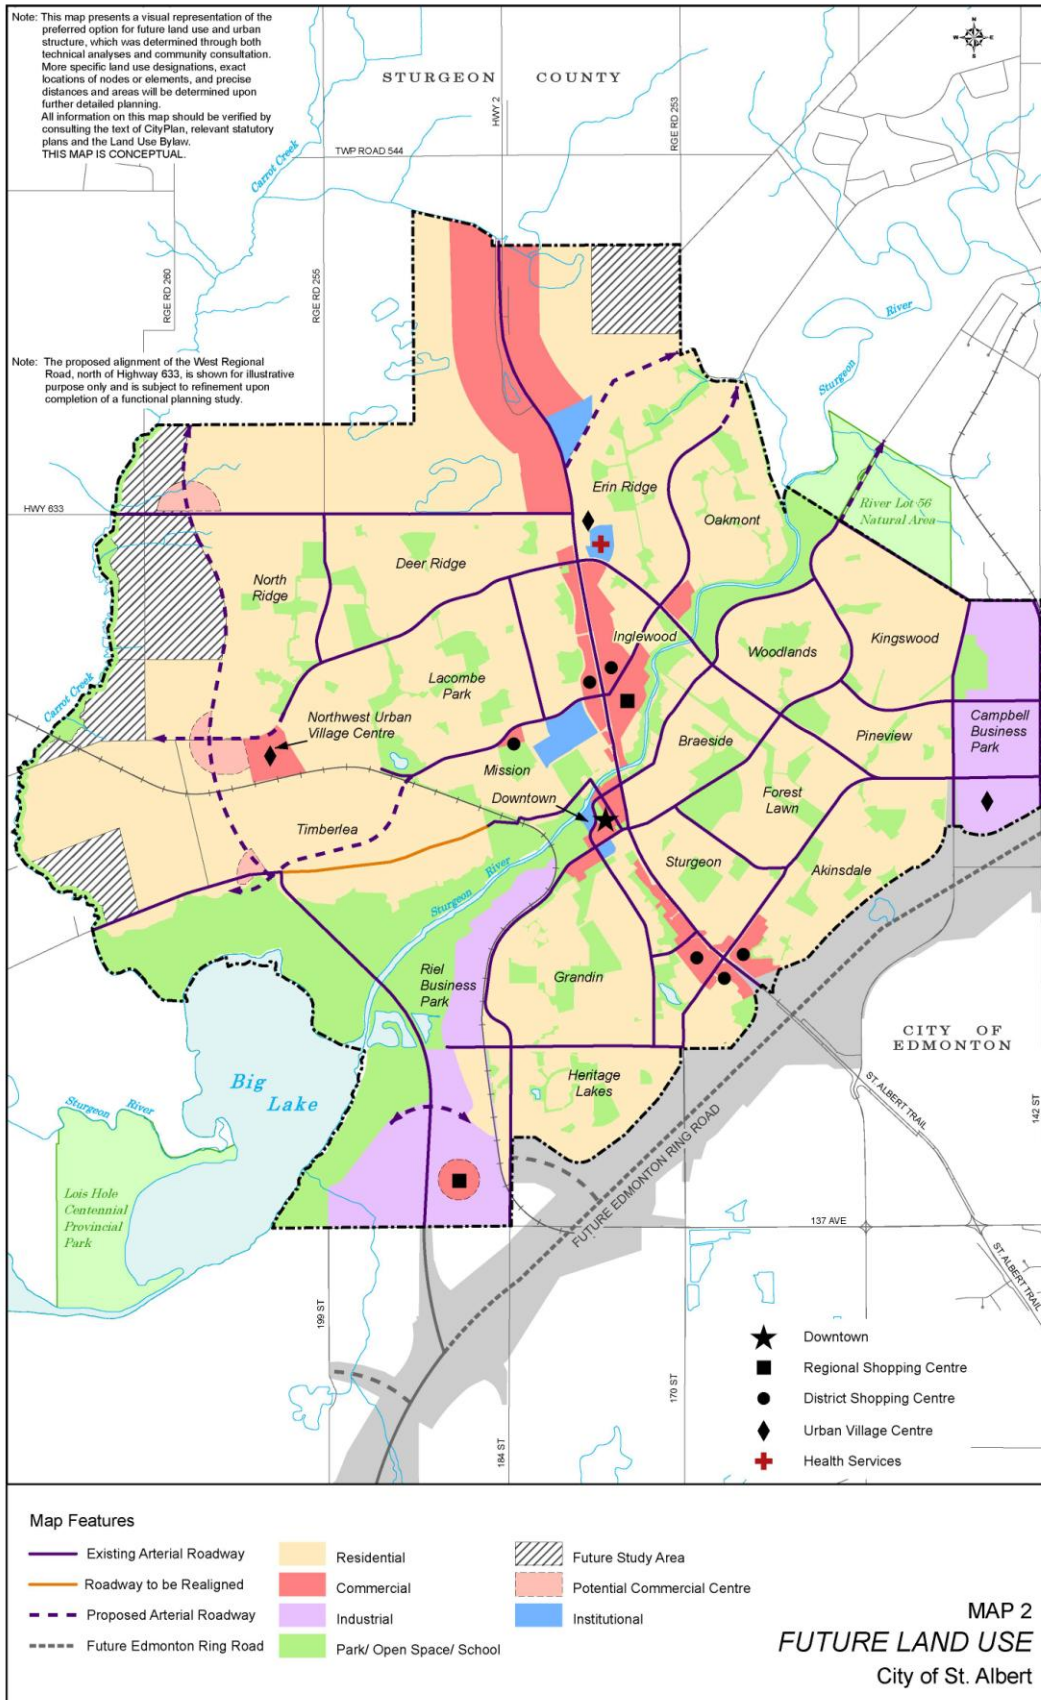 Note: This map presents a visual representation of the
preferred option for future land use and urban
structure, which was determined through both
technical analyses and community consultation.
More specific land use designations, exact
locations of nodes or elements, and precise
distances and areas will be determined upon
further detailed planning.
All information on this map should be verified by
consulting the text of CityPlan, relevant statutory
plans and the Land Use Bylaw.
THIS MAP IS CONCEPTUAL.
N
W
E
S
STURGEON COUNTY
HWY 2
RGE RD 253
TWP ROAD 544
Carrot Creek
RGE RD 260
RGE RD 255
River
Sturgeon
Note: The proposed alignment of the West Regional
Road, north of Highway 633, is shown for illustrative
purpose only and is subject to refinement upon
completion of a functional planning study.
HWY 633
Erin Ridge
Oakmont
River Lot 56
Natural Area
Deer Ridge
North
Ridge
Inglewood
Woodlands
Kingswood
Lacombe
Park
Carrot Creek
Northwest Urban
Village Centre
Campbell
Business
Park
Braeside
Pineview
Mission
Downtown
Forest
Lawn
Timberlea
Sturgeon
Akinsdale
Sturgeon River
Riel
Business
Park
Grandin
CITY OF
EDMONTON
Heritage
Lakes
Big
Lake
ST. ALBERT TRAIL
142 ST
Sturgeon River
FUTURE EDMONTON RING ROAD
Lois Hole
Centennial
Provincial
Park
137 AVE
ST. ALBERT TRAIL
199 ST
184 ST
170 ST
Downtown
Regional Shopping Centre
District Shopping Centre
Urban Village Centre
Health Services
Map Features
Existing Arterial Roadway
Roadway to be Realigned
Proposed Arterial Roadway
Future Edmonton Ring Road
Residential
Commercial
Industrial
Park/ Open Space/ School
Future Study Area
Potential Commercial Centre
Institutional
MAP 2
FUTURE LAND USE
City of St. Albert